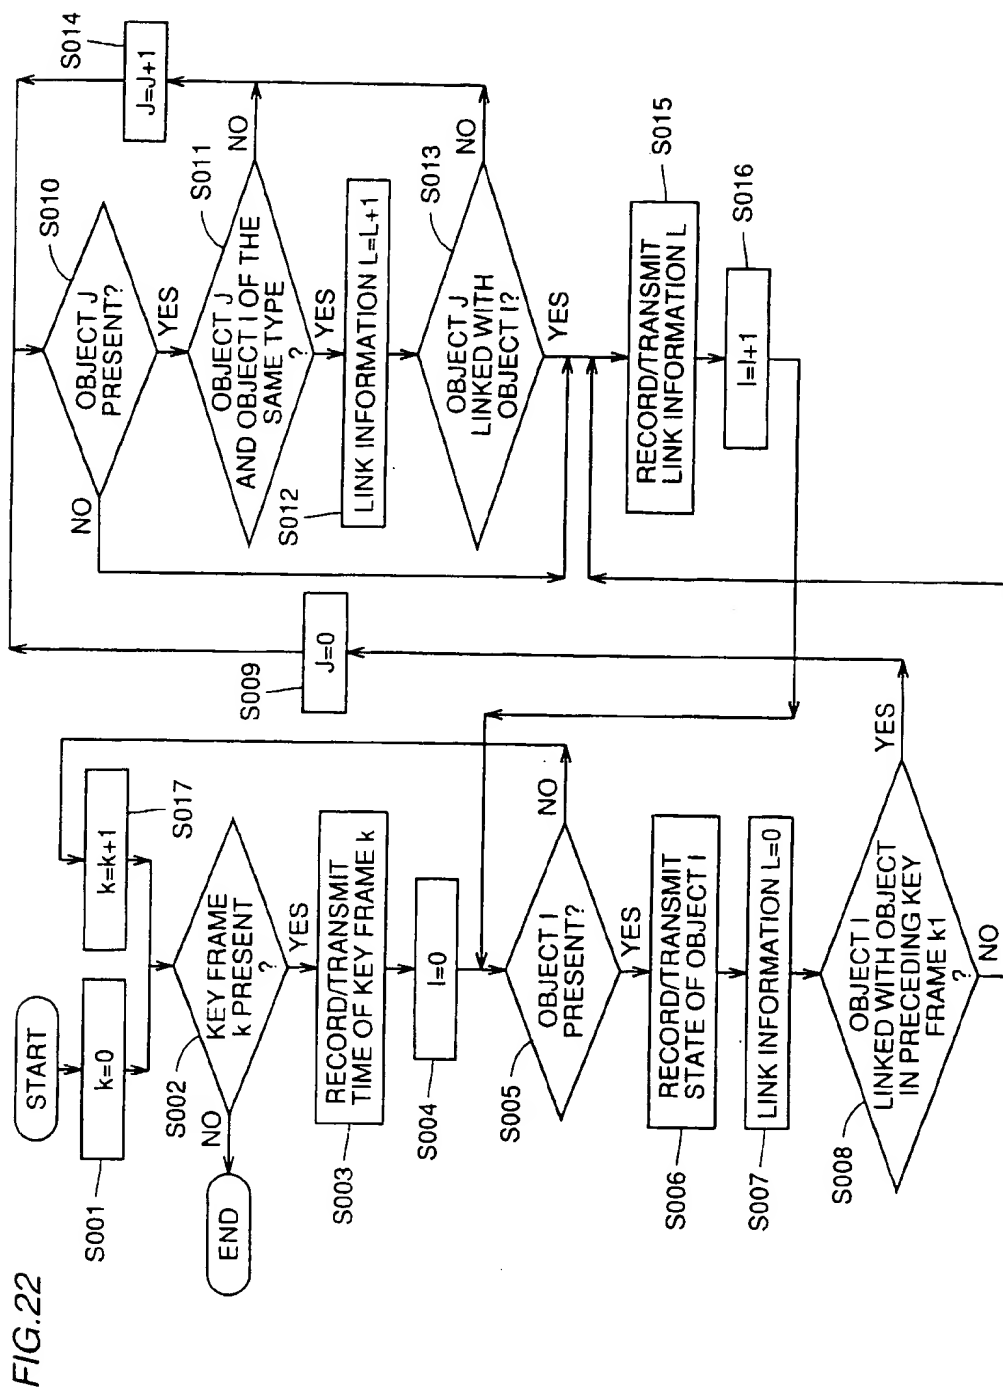 FIG.22
START
S001
k=0
k=k+1
S017
S002
KEY FRAME
k PRESENT
?
NO
END
YES
S003
RECORD/TRANSMIT
TIME OF KEY FRAME k
S004
I=0
S005
OBJECT I
PRESENT?
NO
YES
S006
RECORD/TRANSMIT
STATE OF OBJECT I
S007
LINK INFORMATION L=0
S008
OBJECT I
LINKED WITH OBJECT
IN PRECEDING KEY
FRAME k1
?
YES
NO
S009
J=0
S010
OBJECT J
PRESENT?
NO
YES
S014
J=J+1
S011
OBJECT J
AND OBJECT I OF THE
SAME TYPE
?
NO
YES
S012
LINK INFORMATION L=L+1
S013
OBJECT J
LINKED WITH
OBJECT I?
NO
YES
S015
RECORD/TRANSMIT
LINK INFORMATION L
S016
I=I+1